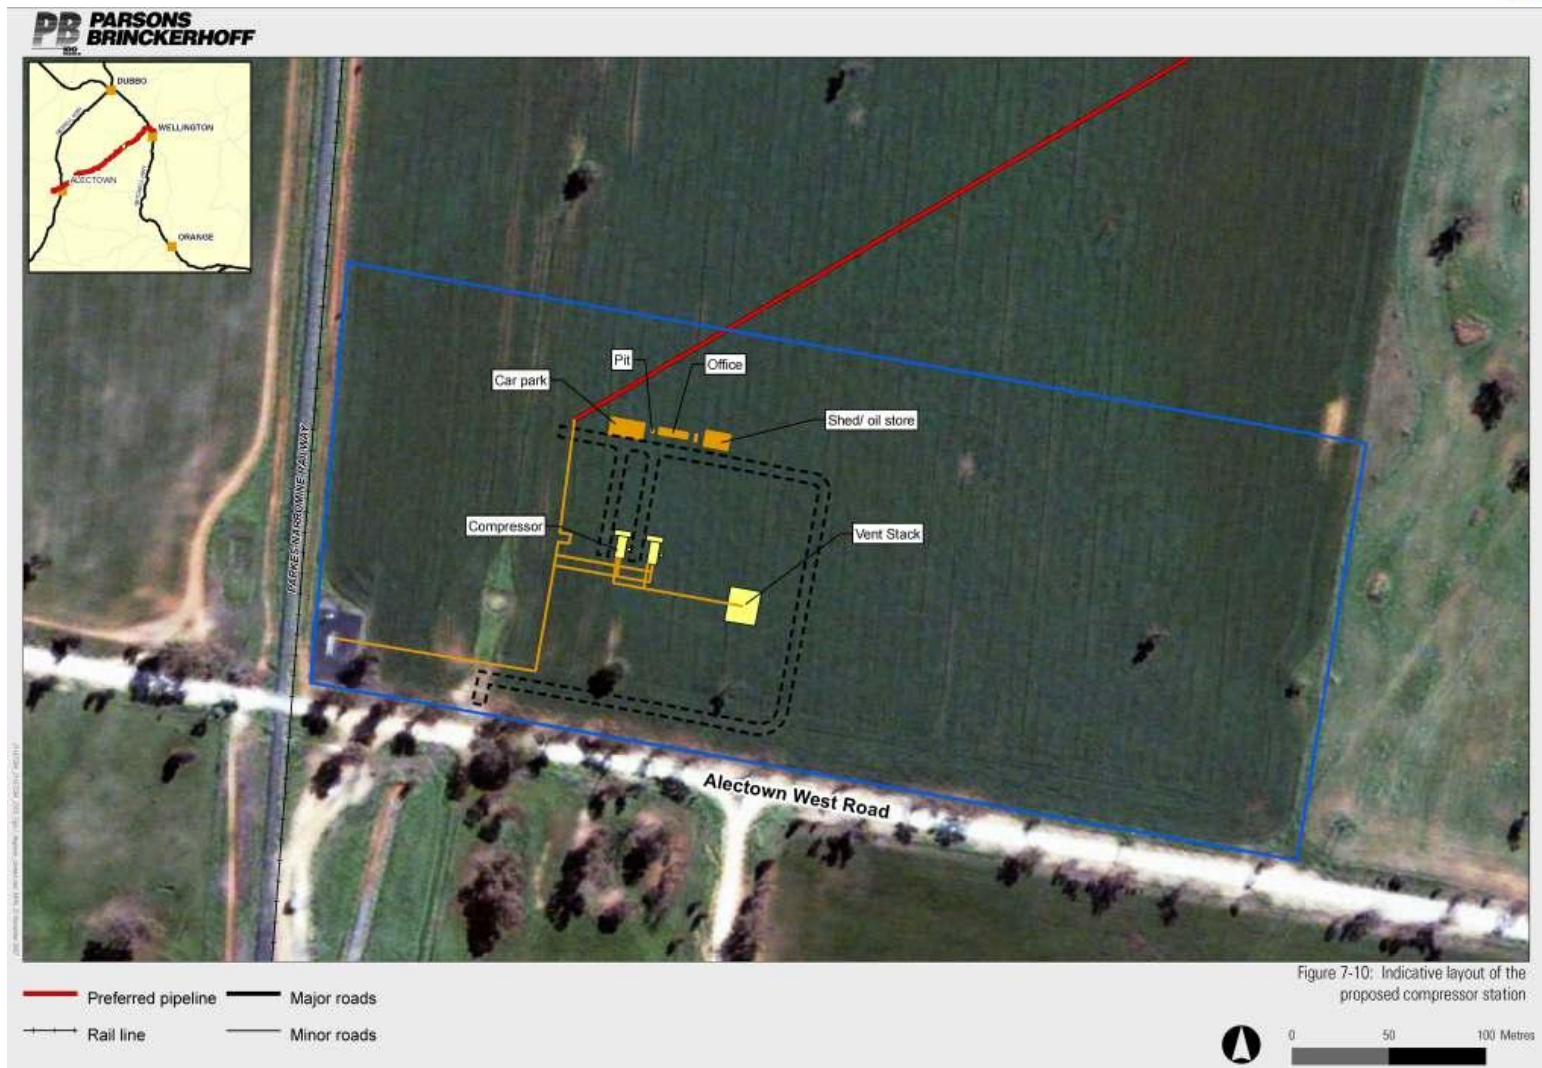 PB PARSONS
BRINCKERHOFF
100
DUBBO
WELLINGTON
ALECTOWN
ORANGE
Pit
Office
Car park
Shed/ oil store
Compressor
Vent Stack
PARKES NARROMINE RAILWAY
Alectown West Road
Figure 7-10: Indicative layout of the
proposed compressor station
Preferred pipeline
Major roads
Rail line
Minor roads
0 50 100 Metres